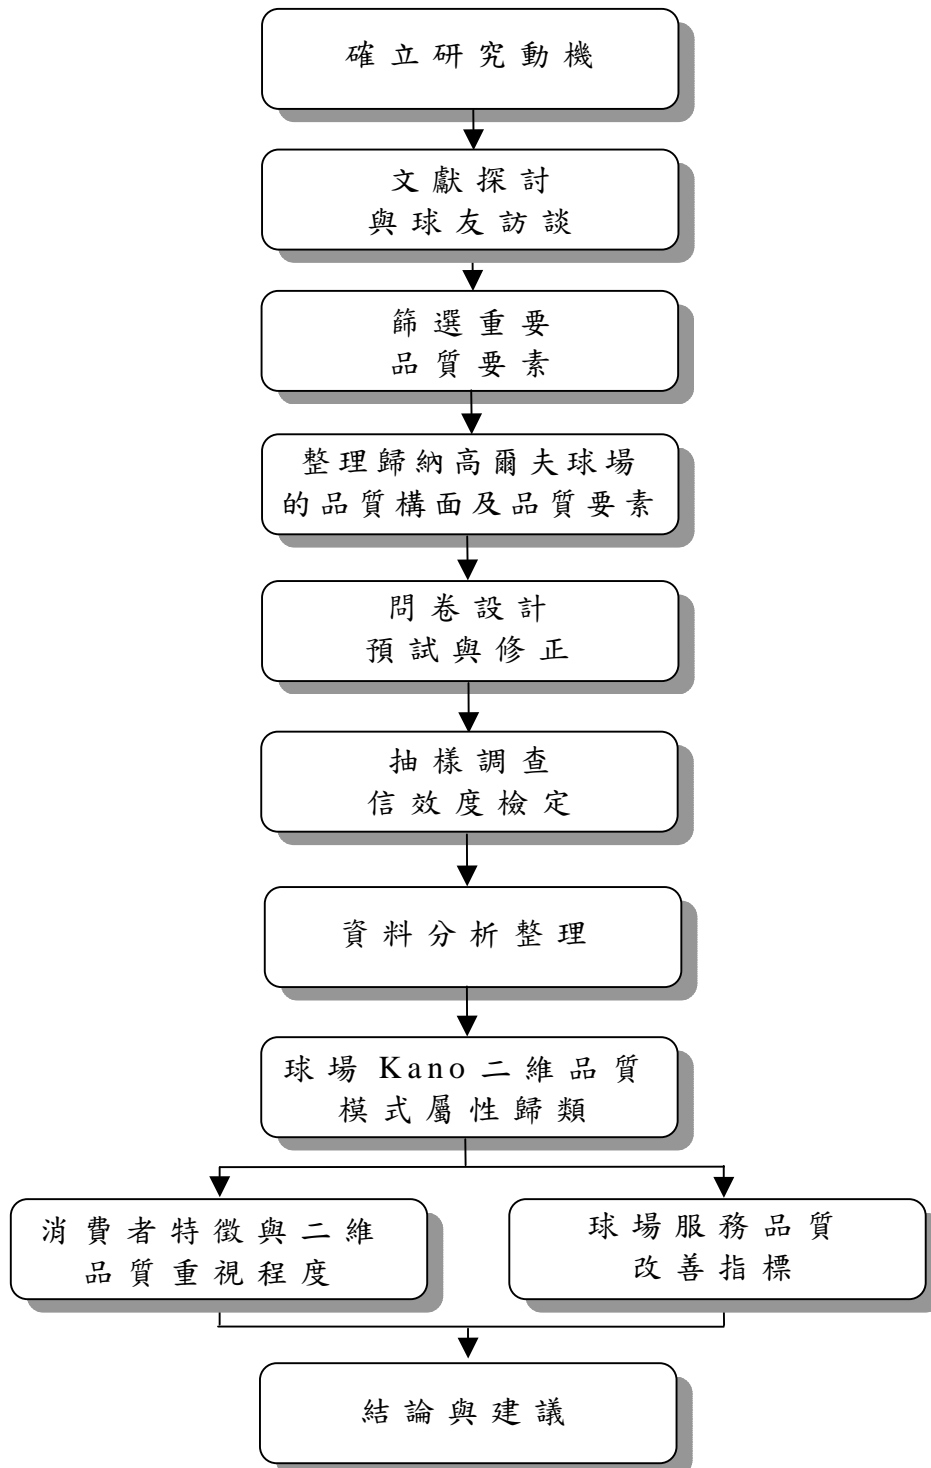 確立研究動機
文獻探討
與球友訪談
篩選重要
品質要素
整理歸納高爾夫球場
的品質構面及品質要素
問卷設計
預試與修正
抽樣調查
信效度檢定
資料分析整理
球場 Kano 二維品質
模式屬性歸類
消費者特徵與二維
品質重視程度
球場服務品質
改善指標
結論與建議